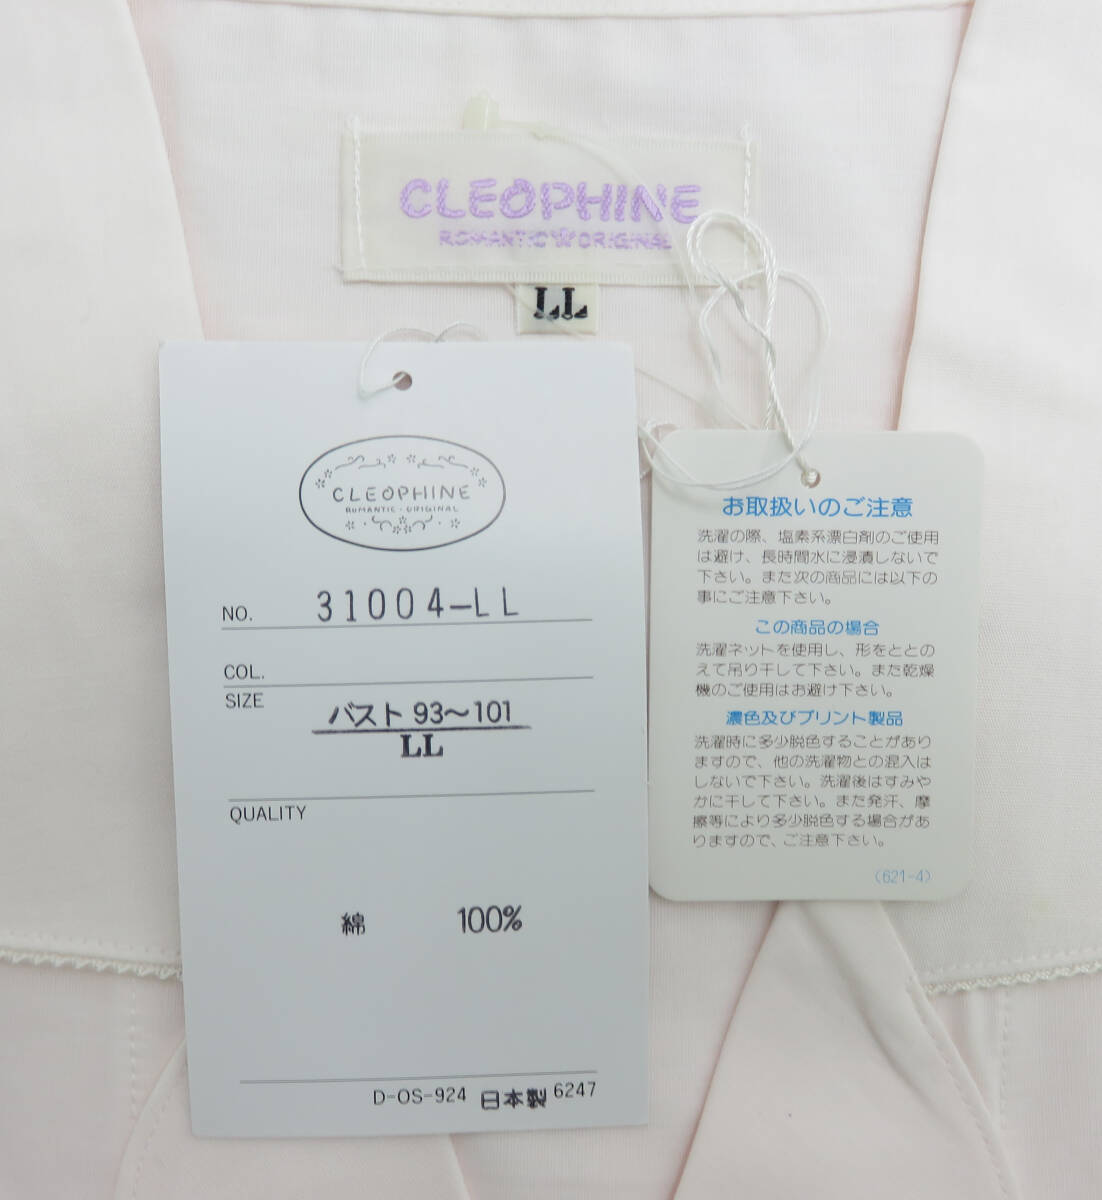 CLEOPHINE
ROMANTIC ORIGINAL
LL
CLEOPHINE
ROMANTIC・ORIGINAL
NO. 31004-LL
COL.
SIZE
バスト 93〜101
LL
QUALITY
綿 100%
D-OS-924 日本製 6247
お取扱いのご注意
洗濯の際、塩素系漂白剤のご使用
は避け、長時間水に浸漬しないで
下さい。また次の商品には以下の
事にご注意下さい。
この商品の場合
洗濯ネットを使用し、形をととの
えて吊り干して下さい。また乾燥
機のご使用はお避け下さい。
濃色及びプリント製品
洗濯時に多少脱色することがあり
ますので、他の洗濯物との混入は
しないで下さい。洗濯後はすみや
かに干して下さい。また発汗、摩
擦等により多少脱色する場合があ
りますので、ご注意下さい。
(621-4)